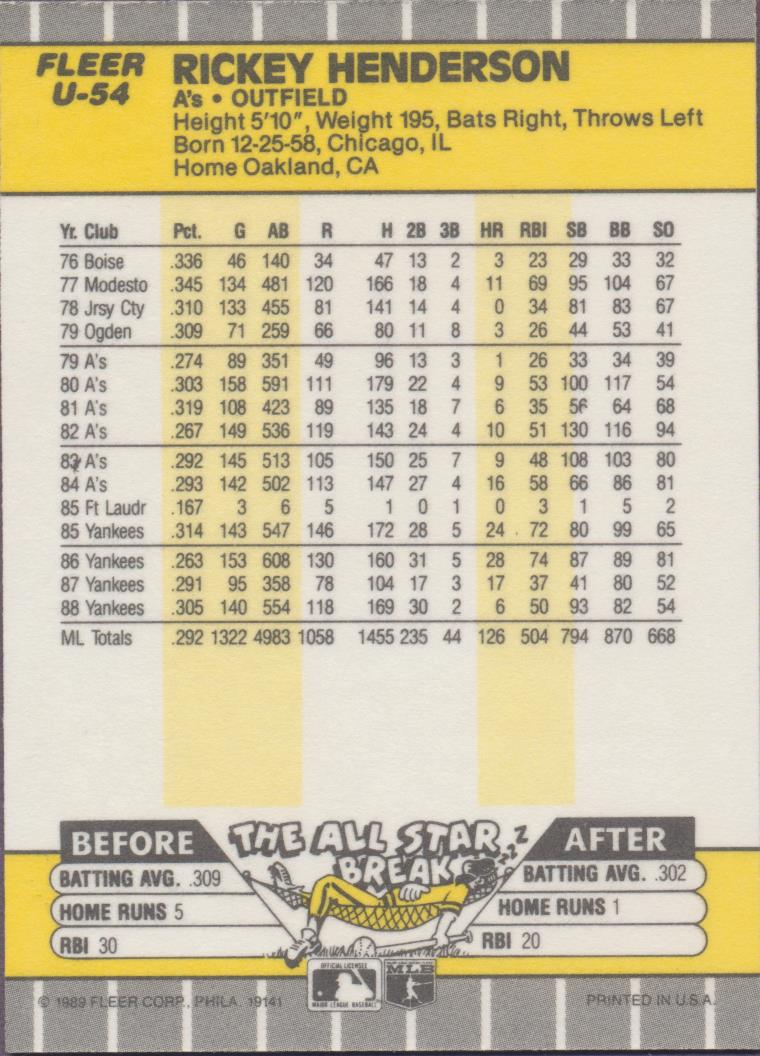 FLEER
U-54
RICKEY HENDERSON
A's • OUTFIELD
Height 5'10", Weight 195, Bats Right, Throws Left
Born 12-25-58, Chicago, IL
Home Oakland, CA
Yr. Club Pct. G AB R H 2B 3B HR RBI SB BB SO
76 Boise .336 46 140 34 47 13 2 3 23 29 33 32
77 Modesto .345 134 481 120 166 18 4 11 69 95 104 67
78 Jrsy Cty .310 133 455 81 141 14 4 0 34 81 83 67
79 Ogden .309 71 259 66 80 11 8 3 26 44 53 41
79 A's .274 89 351 49 96 13 3 1 26 33 34 39
80 A's .303 158 591 111 179 22 4 9 53 100 117 54
81 A's .319 108 423 89 135 18 7 6 35 56 64 68
82 A's .267 149 536 119 143 24 4 10 51 130 116 94
83 A's .292 145 513 105 150 25 7 9 48 108 103 80
84 A's .293 142 502 113 147 27 4 16 58 66 86 81
85 Ft Laudr .167 3 6 5 1 0 1 0 3 1 5 2
85 Yankees .314 143 547 146 172 28 5 24 72 80 99 65
86 Yankees .263 153 608 130 160 31 5 28 74 87 89 81
87 Yankees .291 95 358 78 104 17 3 17 37 41 80 52
88 Yankees .305 140 554 118 169 30 2 6 50 93 82 54
ML Totals .292 1322 4983 1058 1455 235 44 126 504 794 870 668
BEFORE THE ALL STAR BREAK AFTER
ZZZZ
BATTING AVG. .309 BATTING AVG. .302
HOME RUNS 5 HOME RUNS 1
RBI 30 RBI 20
OFFICIAL LICENSEE
MAJOR LEAGUE BASEBALL
MLB
© 1989 FLEER CORP., PHILA. 19141 PRINTED IN U.S.A.